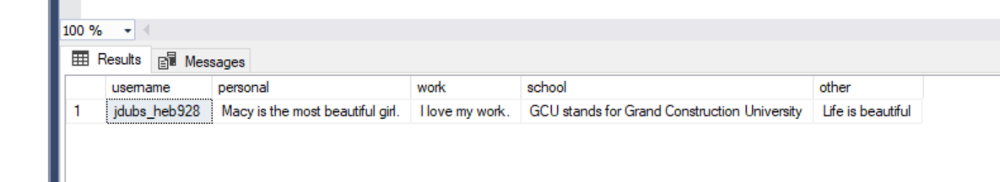 100 %
Results Messages
username personal work school other
1 jdubs_heb928 Macy is the most beautiful girl. I love my work. GCU stands for Grand Construction University Life is beautiful